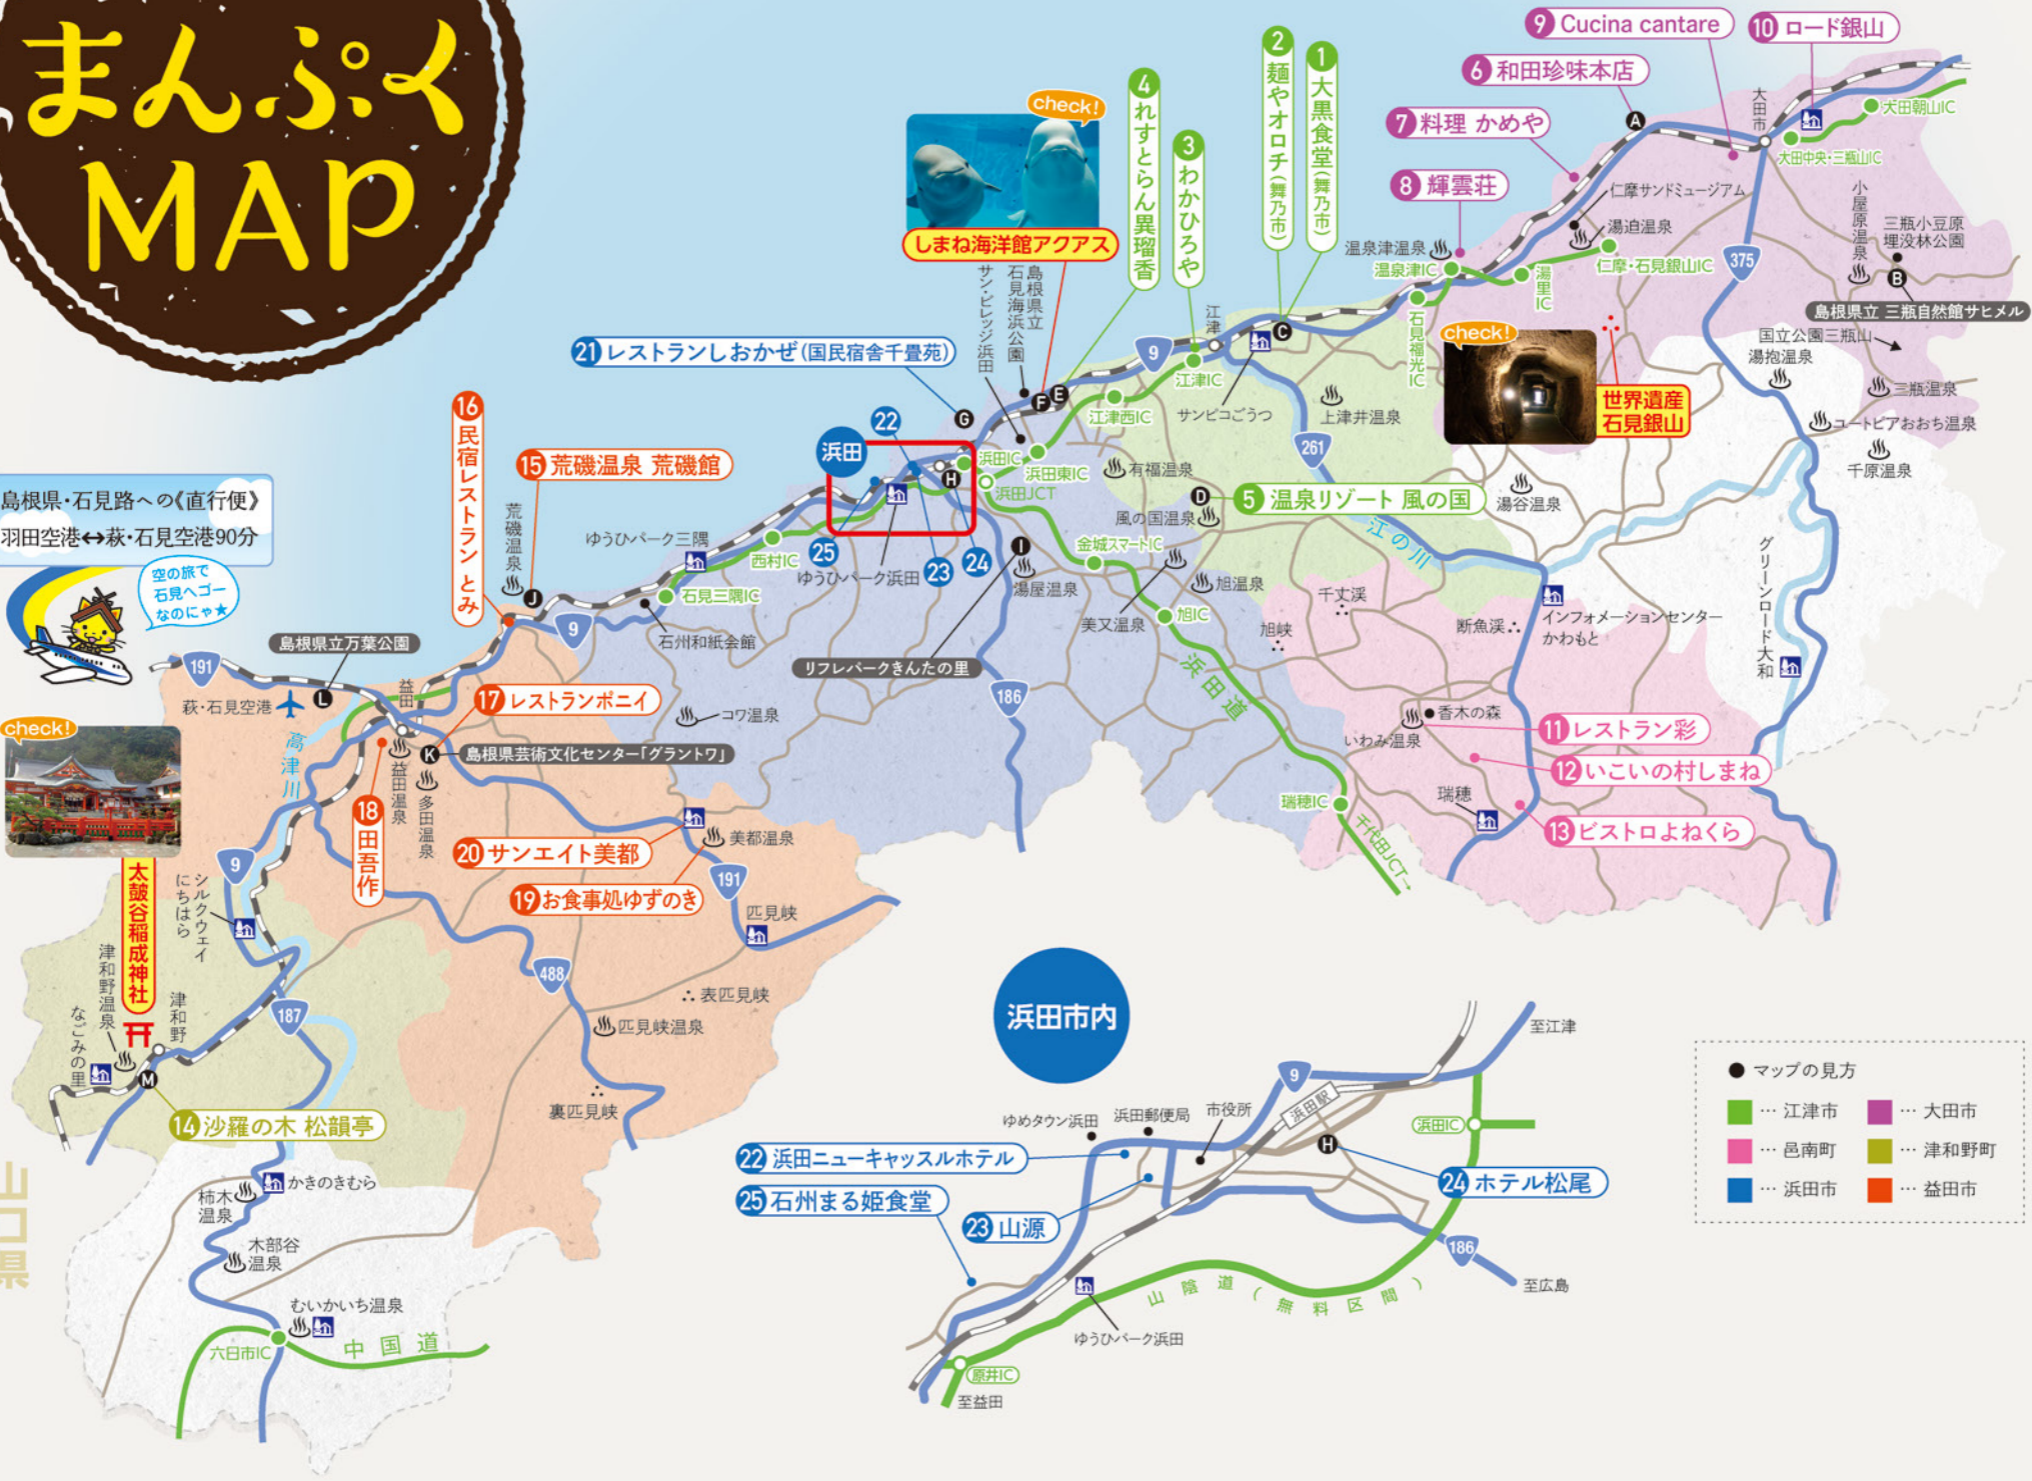 まんぷく
MAP
島根県・石見路への《直行便》
羽田空港↔萩・石見空港90分
空の旅で
石見へゴー
なのにゃ★
check!
しまね海洋館アクアス
check!
世界遺産
石見銀山
check!
太皷谷稲成神社
1 大黒食堂(舞乃市)
2 麺やオロチ(舞乃市)
3 わかひろや
4 れすとらん異瑠香
5 温泉リゾート 風の国
6 和田珍味本店
7 料理 かめや
8 輝雲荘
9 Cucina cantare
10 ロード銀山
11 レストラン彩
12 いこいの村しまね
13 ビストロよねくら
14 沙羅の木 松韻亭
15 荒磯温泉 荒磯館
16 民宿レストラン とみ
17 レストランポニイ
18 田吾作
19 お食事処ゆずのき
20 サンエイト美都
21 レストランしおかぜ(国民宿舎千畳苑)
22
23
24
25
浜田
A
B
C
D
E
F
G
H
I
J
K
L
M
大田市
大田朝山IC
大田中央・三瓶山IC
仁摩サンドミュージアム
湯迫温泉
仁摩・石見銀山IC
温泉津温泉
温泉津IC
湯里IC
石見福光IC
小屋原温泉
三瓶小豆原
埋没林公園
島根県立 三瓶自然館サヒメル
国立公園三瓶山
湯抱温泉
三瓶温泉
ユートピアおおち温泉
千原温泉
375
グリーンロード大和
江津
9
江津IC
江津西IC
サンピコごうつ
上津井温泉
261
江の川
湯谷温泉
島根県立
石見海浜公園
サン・ビレッジ浜田
浜田IC
浜田東IC
浜田JCT
有福温泉
風の国温泉
金城スマートIC
湯屋温泉
美又温泉
旭温泉
旭IC
浜田道
旭峡
千丈渓
断魚渓
インフォメーションセンター
かわもと
香木の森
いわみ温泉
瑞穂
瑞穂IC
千代田JCT→
186
リフレパークきんたの里
ゆうひパーク浜田
西村IC
ゆうひパーク三隅
石見三隅IC
石州和紙会館
9
荒磯温泉
コワ温泉
島根県立万葉公園
191
萩・石見空港
益田
高津川
島根県芸術文化センター「グラントワ」
益田温泉
多田温泉
美都温泉
191
匹見峡
488
表匹見峡
匹見峡温泉
裏匹見峡
9
シルクウェイ
にちはら
津和野温泉
なごみの里
津和野
187
山口県
柿木
温泉
かきのきむら
木部谷
温泉
むいかいち温泉
六日市IC
中国道
浜田市内
至江津
9
浜田駅
ゆめタウン浜田
浜田郵便局
市役所
浜田IC
H
22 浜田ニューキャッスルホテル
25 石州まる姫食堂
23 山源
24 ホテル松尾
186
至広島
山陰道(無料区間)
ゆうひパーク浜田
原井IC
至益田
● マップの見方
… 江津市
… 大田市
… 邑南町
… 津和野町
… 浜田市
… 益田市